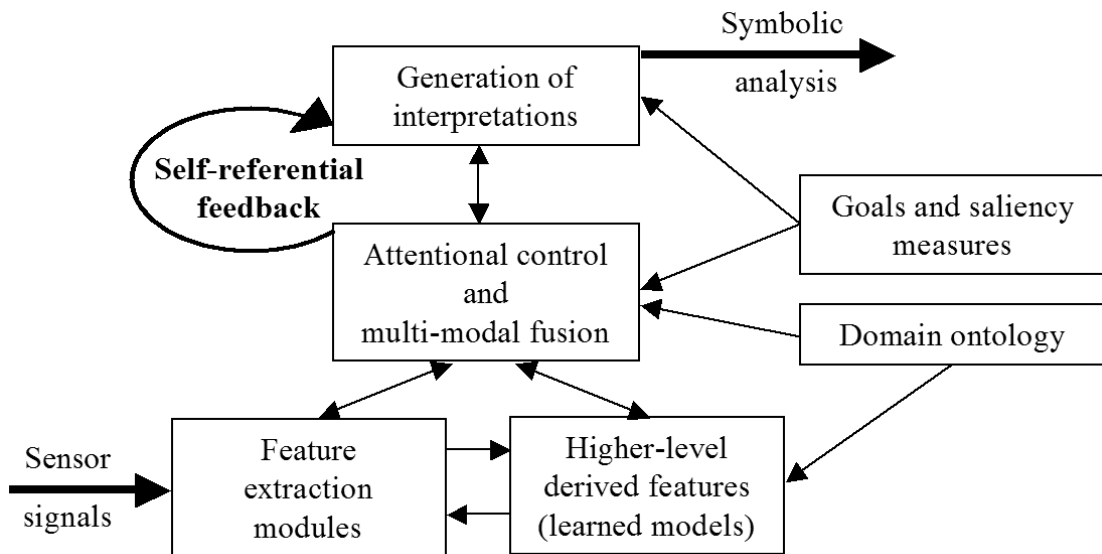 Symbolic
analysis
Generation of
interpretations
Self-referential
feedback
Goals and saliency
measures
Attentional control
and
multi-modal fusion
Domain ontology
Sensor
signals
Feature
extraction
modules
Higher-level
derived features
(learned models)